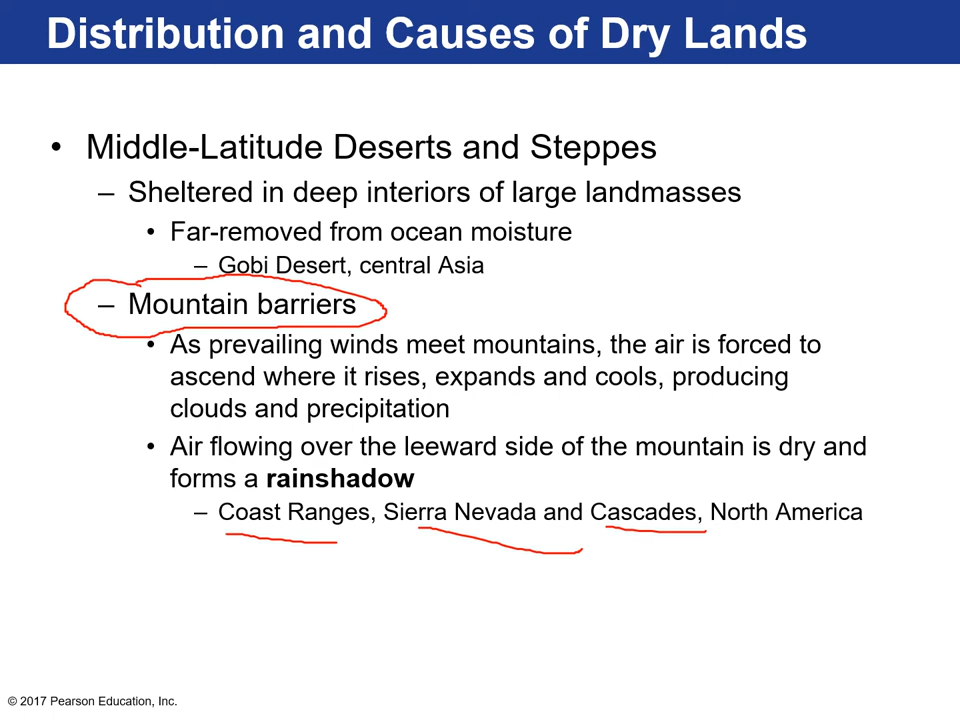 Distribution and Causes of Dry Lands
• Middle-Latitude Deserts and Steppes
– Sheltered in deep interiors of large landmasses
• Far-removed from ocean moisture
– Gobi Desert, central Asia
– Mountain barriers
• As prevailing winds meet mountains, the air is forced to
ascend where it rises, expands and cools, producing
clouds and precipitation
• Air flowing over the leeward side of the mountain is dry and
forms a rainshadow
– Coast Ranges, Sierra Nevada and Cascades, North America
© 2017 Pearson Education, Inc.